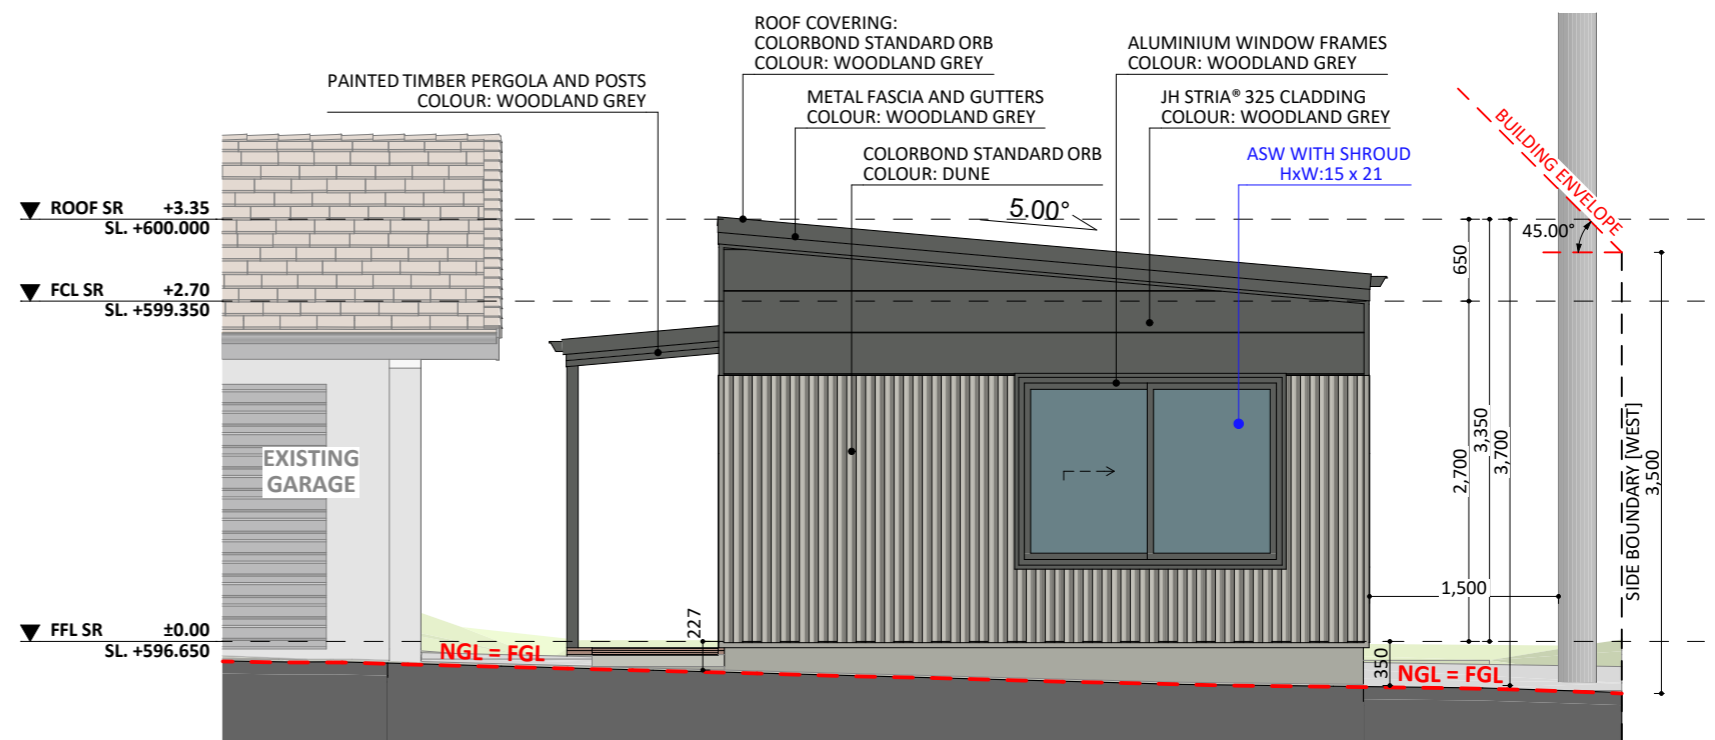 ROOF COVERING:
COLORBOND STANDARD ORB
COLOUR: WOODLAND GREY
ALUMINIUM WINDOW FRAMES
COLOUR: WOODLAND GREY
PAINTED TIMBER PERGOLA AND POSTS
COLOUR: WOODLAND GREY
METAL FASCIA AND GUTTERS
COLOUR: WOODLAND GREY
JH STRIA® 325 CLADDING
COLOUR: WOODLAND GREY
COLORBOND STANDARD ORB
COLOUR: DUNE
ASW WITH SHROUD
HxW:15 x 21
BUILDING ENVELOPE
45.00°
5.00°
ROOF SR +3.35
SL. +600.000
FCL SR +2.70
SL. +599.350
650
2,700
3,350
3,700
SIDE BOUNDARY [WEST]
3,500
EXISTING
GARAGE
1,500
FFL SR ±0.00
SL. +596.650
227
350
NGL = FGL
NGL = FGL